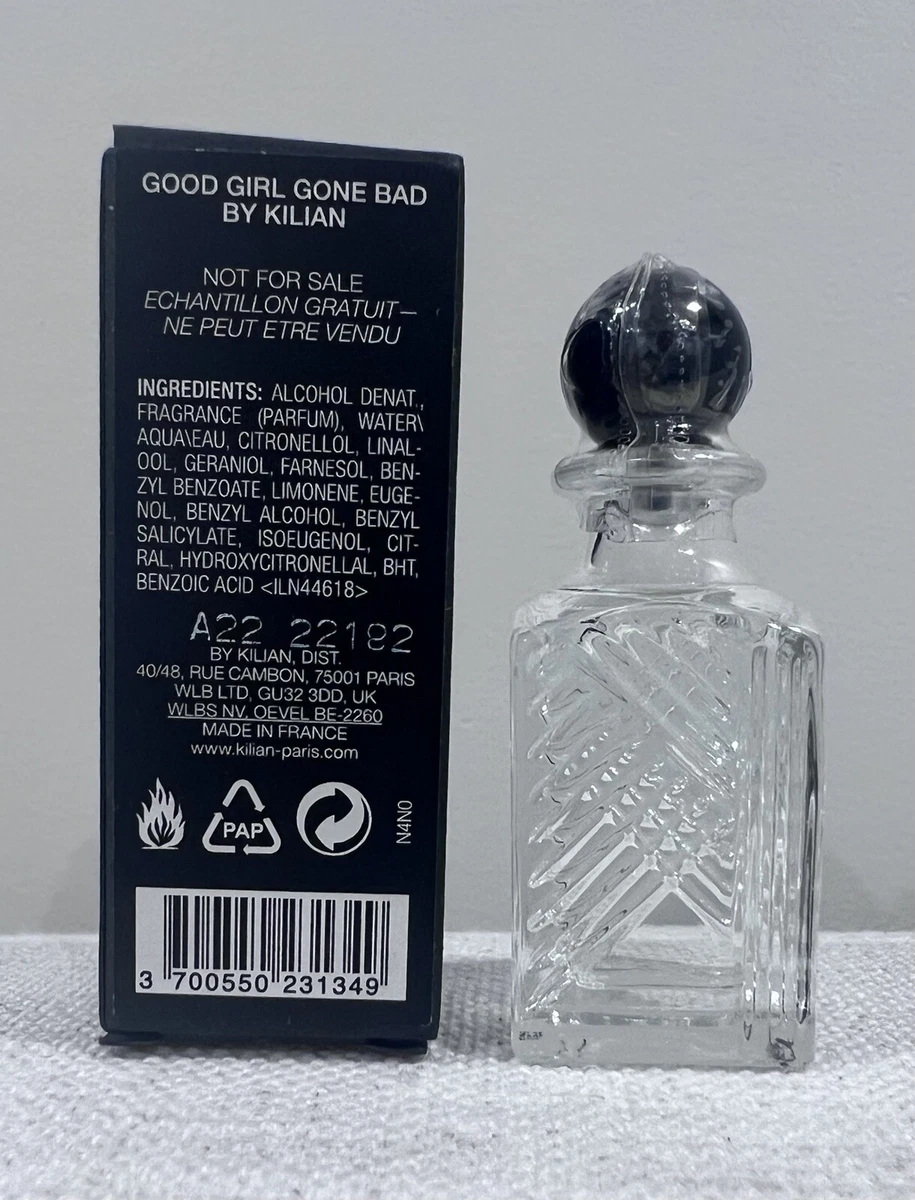 GOOD GIRL GONE BAD
BY KILIAN
NOT FOR SALE
ECHANTILLON GRATUIT—
NE PEUT ETRE VENDU
INGREDIENTS: ALCOHOL DENAT.,
FRAGRANCE (PARFUM), WATER\
AQUA\EAU, CITRONELLOL, LINAL-
OOL, GERANIOL, FARNESOL, BEN-
ZYL BENZOATE, LIMONENE, EUGE-
NOL, BENZYL ALCOHOL, BENZYL
SALICYLATE, ISOEUGENOL, CIT-
RAL, HYDROXYCITRONELLAL, BHT,
BENZOIC ACID <ILN44618>
A22 22182
BY KILIAN, DIST.
40/48, RUE CAMBON, 75001 PARIS
WLB LTD, GU32 3DD, UK
WLBS NV, OEVEL BE-2260
MADE IN FRANCE
www.kilian-paris.com
PAP
N4N0
3 700550 231349